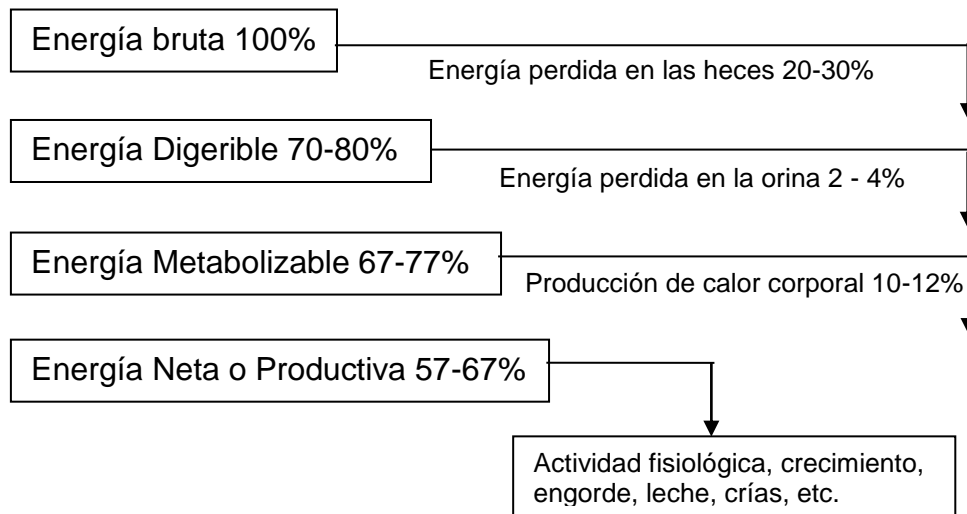 Energía bruta 100%
Energía perdida en las heces 20-30%
Energía Digerible 70-80%
Energía perdida en la orina 2 - 4%
Energía Metabolizable 67-77%
Producción de calor corporal 10-12%
Energía Neta o Productiva 57-67%
Actividad fisiológica, crecimiento,
engorde, leche, crías, etc.